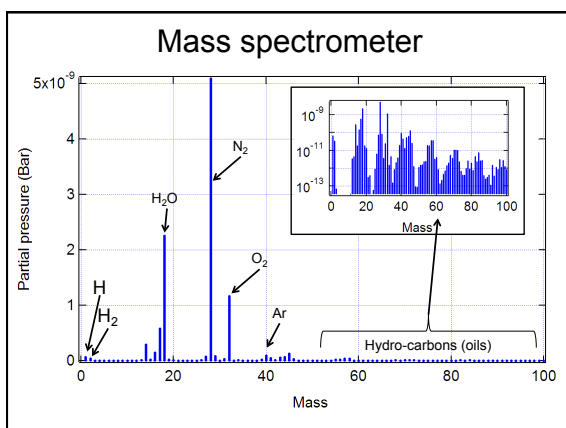 Mass spectrometer
5x10⁻⁹
4
3
2
1
0
Partial pressure (Bar)
0
20
40
60
80
100
Mass
H
H₂
H₂O
N₂
O₂
Ar
Hydro-carbons (oils)
10⁻⁹
10⁻¹¹
10⁻¹³
0
20
40
60
80
100
Mass